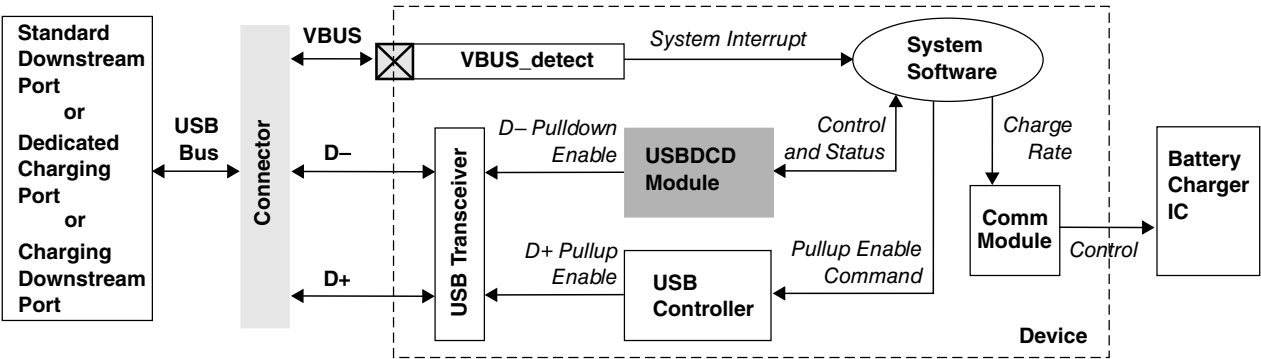 Standard
Downstream
Port
or
Dedicated
Charging
Port
or
Charging
Downstream
Port
USB
Bus
Connector
VBUS
D–
D+
VBUS_detect
System Interrupt
System
Software
USB Transceiver
D– Pulldown
Enable
USBDCD
Module
Control
and Status
Charge
Rate
D+ Pullup
Enable
USB
Controller
Pullup Enable
Command
Comm
Module
Control
Battery
Charger
IC
Device